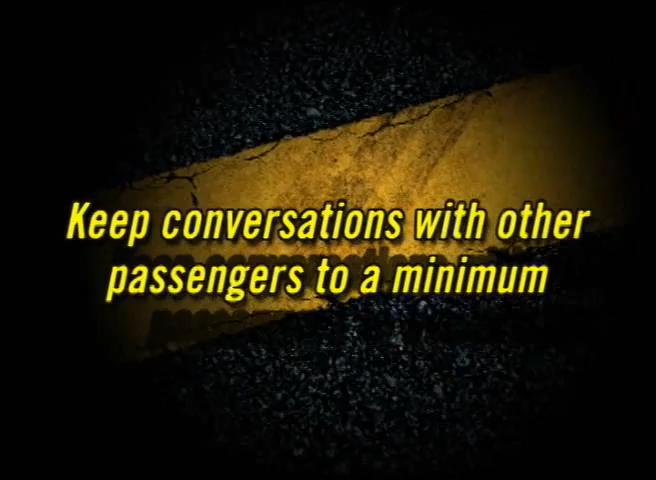 Keep conversations with other
passengers to a minimum